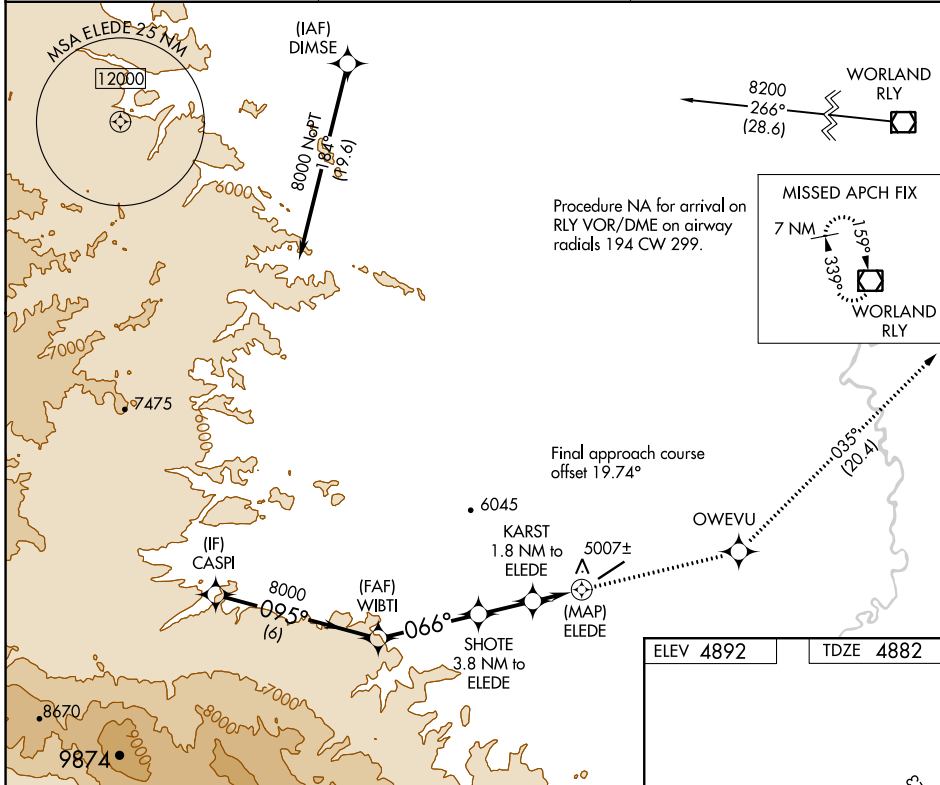 MSA ELEDE 25 NM
12000
(IAF)
DIMSE
8000 NoPT
184°
(19.6)
8200
266°
(28.6)
WORLAND
RLY
Procedure NA for arrival on
RLY VOR/DME on airway
radials 194 CW 299.
MISSED APCH FIX
7 NM
159°
339°
WORLAND
RLY
6000
7000
7475
6000
035°
(20.4)
Final approach course
offset 19.74°
6045
OWEVU
KARST
1.8 NM to
ELEDE
5007±
(IF)
CASPI
8000
095°
(6)
(FAF)
WIBTI
066°
(MAP)
ELEDE
SHOTE
3.8 NM to
ELEDE
ELEV 4892
TDZE 4882
7000
8000
9000
8670
9874